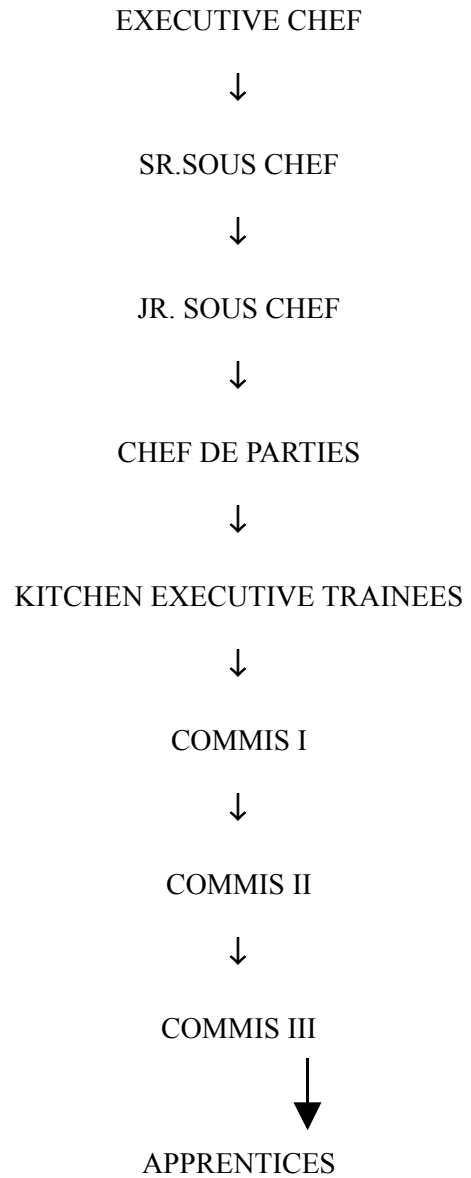 EXECUTIVE CHEF
↓
SR.SOUS CHEF
↓
JR. SOUS CHEF
↓
CHEF DE PARTIES
↓
KITCHEN EXECUTIVE TRAINEES
↓
COMMIS I
↓
COMMIS II
↓
COMMIS III
APPRENTICES